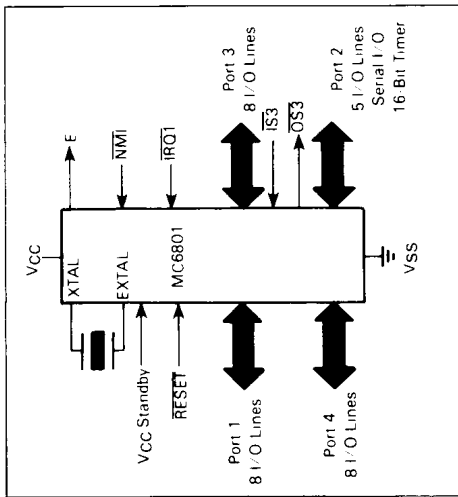 VCC
XTAL
E
EXTAL
NMI
VCC Standby
IRQ1
MC6801
RESET
Port 3
8 I/O Lines
IS3
OS3
Port 1
8 I/O Lines
Port 2
5 I/O Lines
Serial I/O
16-Bit Timer
Port 4
8 I/O Lines
VSS